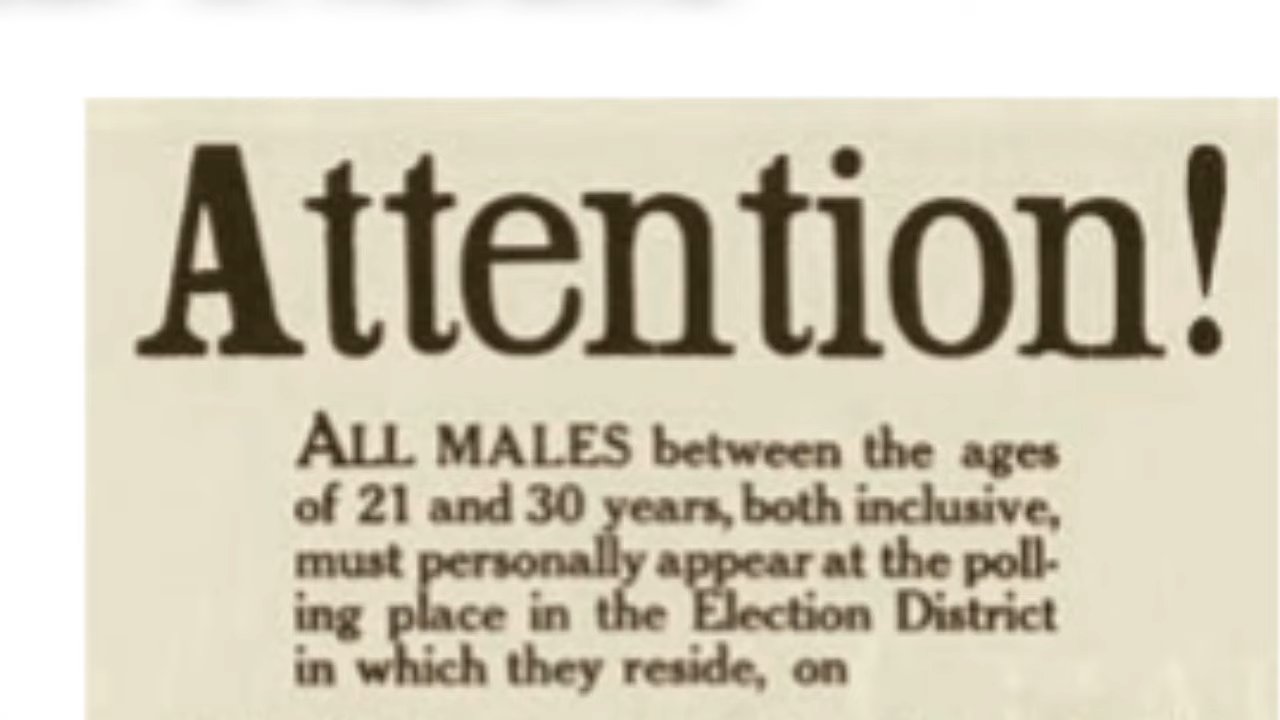 Attention!
ALL MALES between the ages
of 21 and 30 years, both inclusive,
must personally appear at the poll-
ing place in the Election District
in which they reside, on